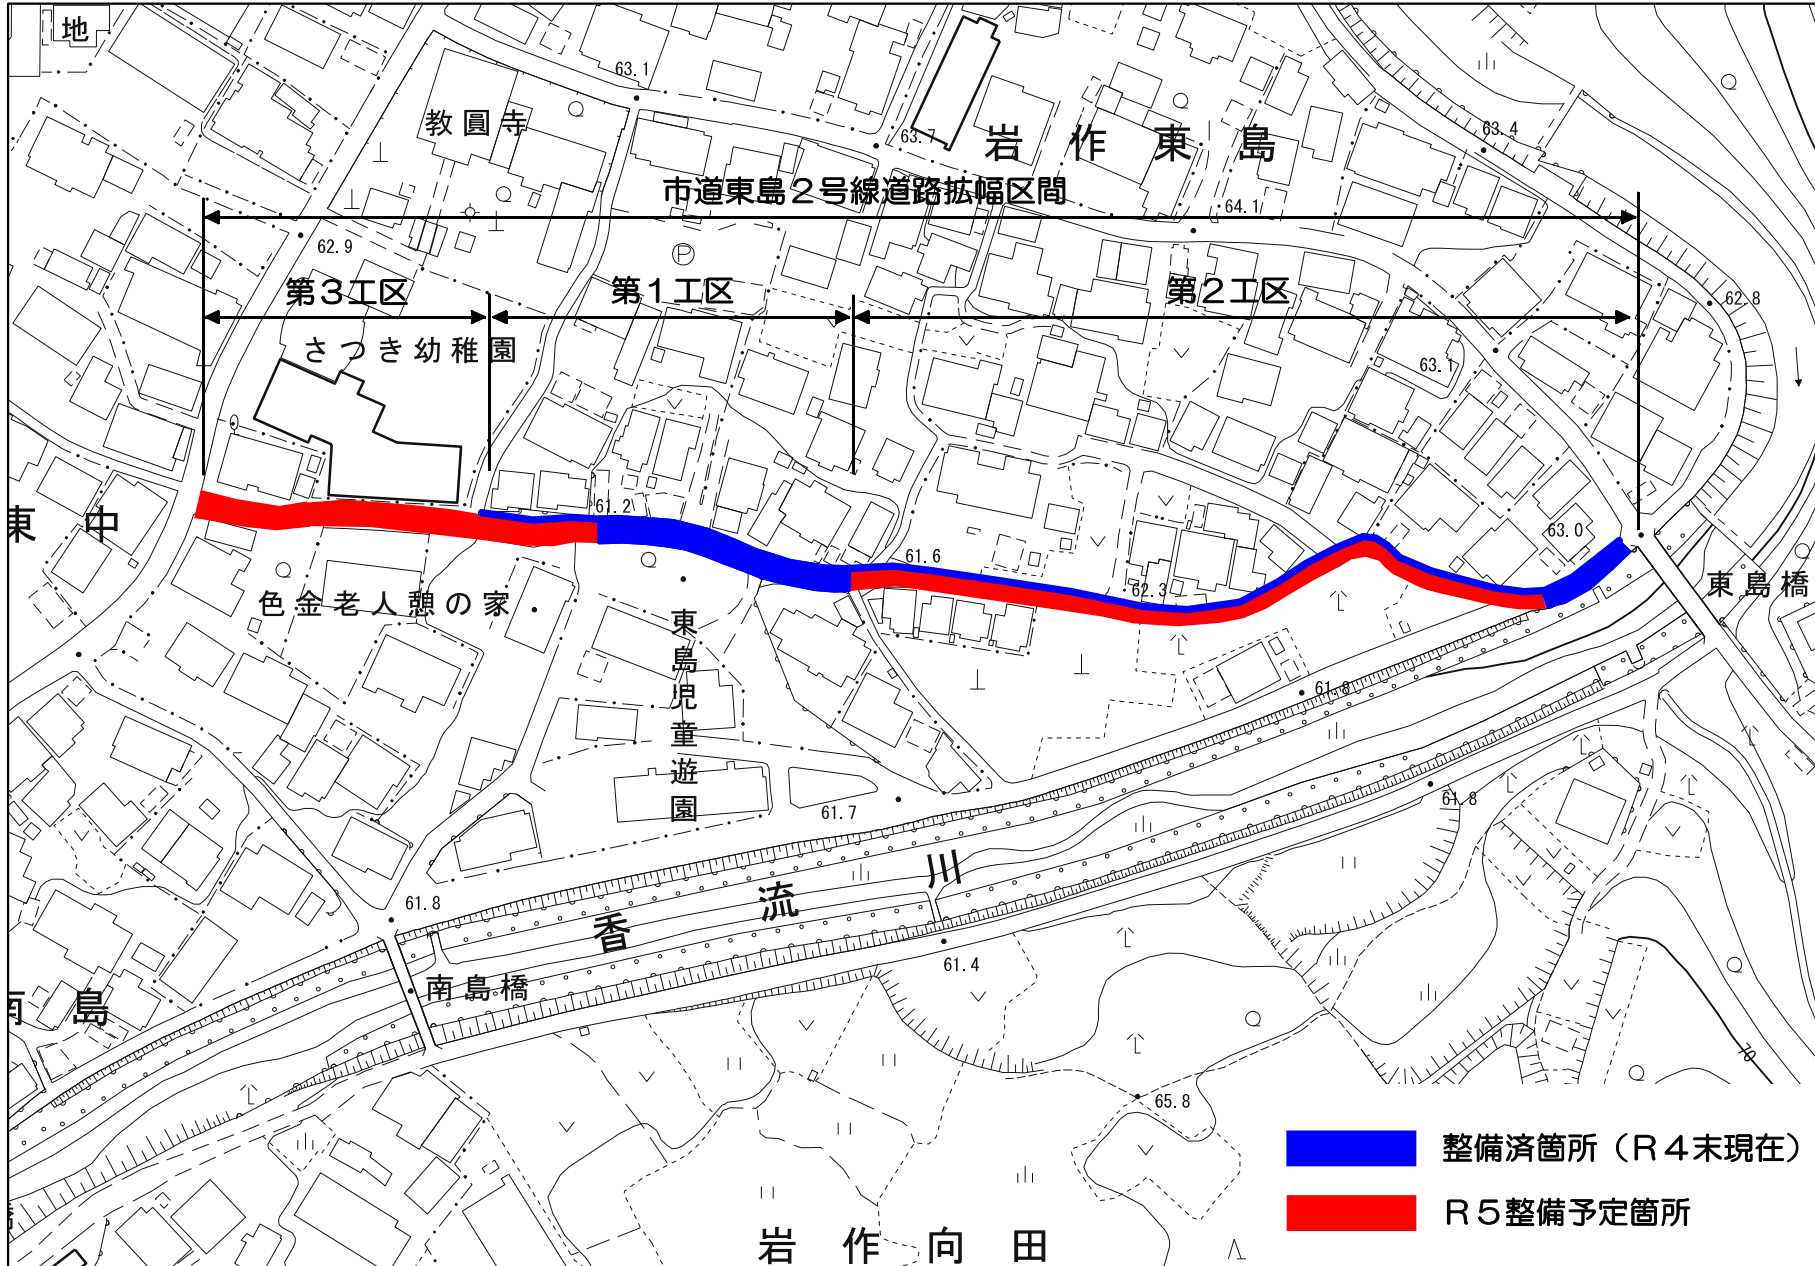 地
63.1
教圓寺
63.7
岩作東島
63.4
市道東島２号線道路拡幅区間
64.1
62.9
Ｐ
第３工区
第１工区
第２工区
62.8
さつき幼稚園
63.1
61.2
東中
63.0
61.6
62.3
東島橋
色金老人憩の家
東島児童遊園
61.8
61.7
61.8
香流川
61.8
61.4
南島橋
南島
70
65.8
整備済箇所（Ｒ４末現在）
Ｒ５整備予定箇所
岩作向田